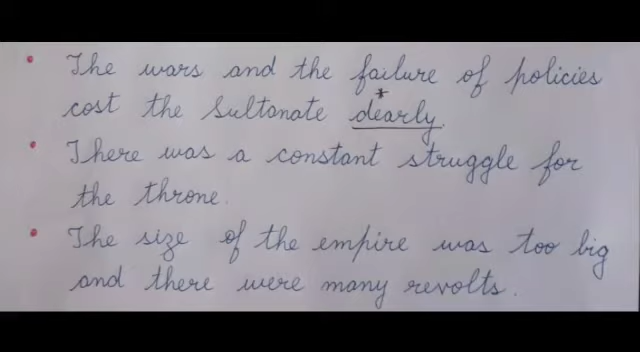 • The wars and the failure of policies
cost the Sultanate dearly.
• There was a constant struggle for
the throne.
• The size of the empire was too big
and there were many revolts.